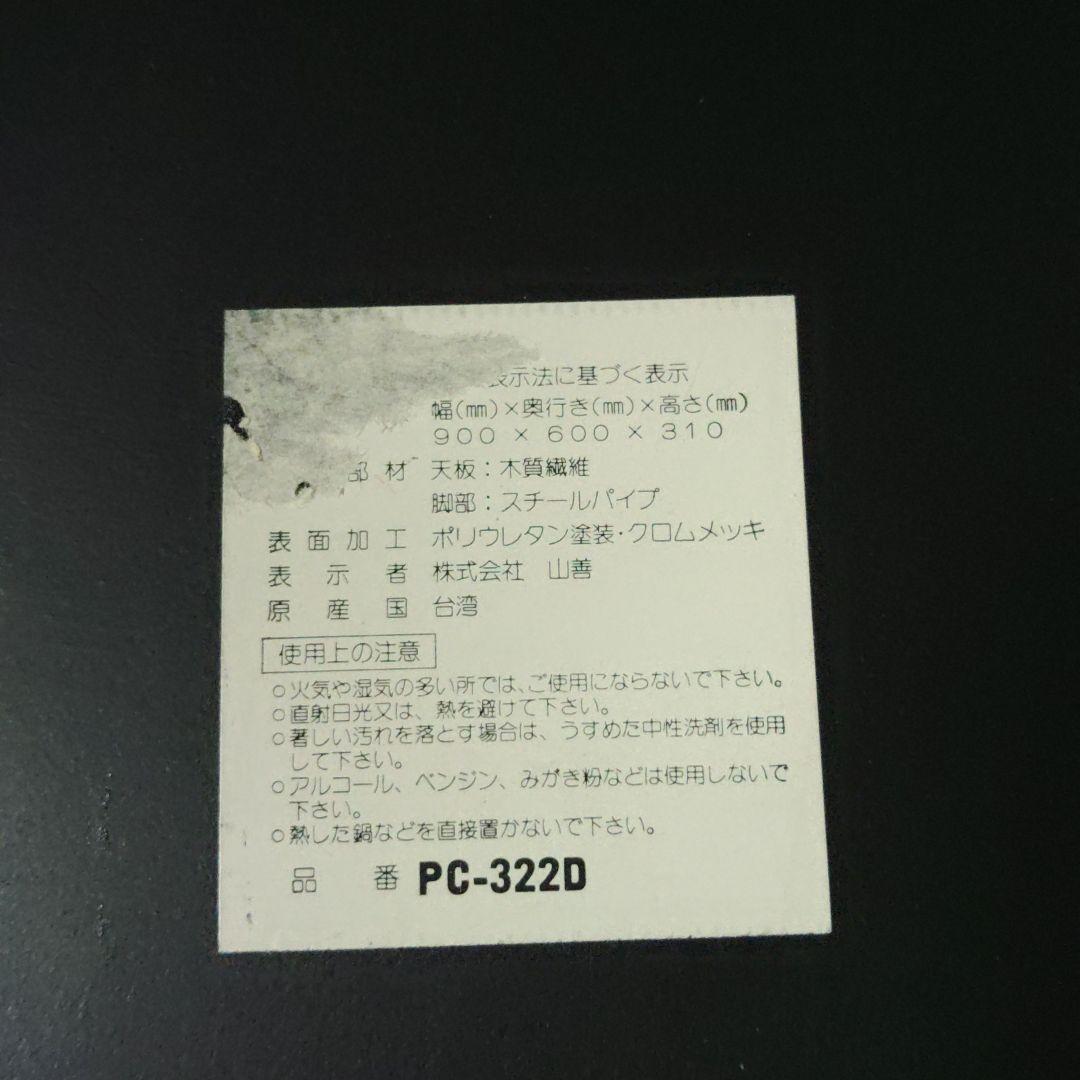 表示法に基づく表示
幅(㎜)×奥行き(㎜)×高さ(㎜)
900 × 600 × 310
部材 天板:木質繊維
脚部:スチールパイプ
表面加工 ポリウレタン塗装・クロムメッキ
表示者 株式会社 山善
原産国 台湾
使用上の注意
○火気や湿気の多い所では、ご使用にならないで下さい。
○直射日光又は、熱を避けて下さい。
○著しい汚れを落とす場合は、うすめた中性洗剤を使用
して下さい。
○アルコール、ベンジン、みがき粉などは使用しないで
下さい。
○熱した鍋などを直接置かないで下さい。
品番 PC-322D